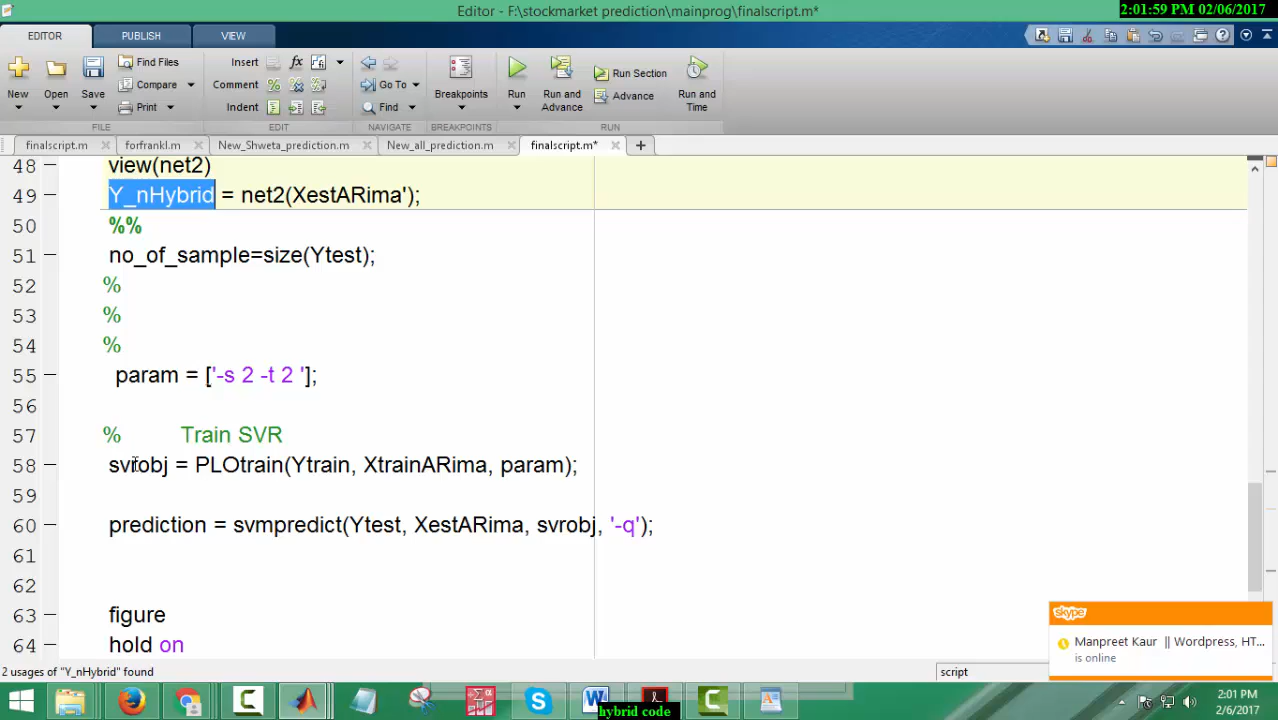 Editor - F:\stockmarket prediction\mainprog\finalscript.m*
2:01:59 PM 02/06/2017
EDITOR PUBLISH VIEW
New Open Save Find Files Compare Print
Insert Comment Indent fx
Go To Find
Breakpoints
Run Run and Advance Run Section Advance Run and Time
FILE EDIT NAVIGATE BREAKPOINTS RUN
finalscript.m forfrankl.m New_Shweta_prediction.m New_all_prediction.m finalscript.m*
48 view(net2)
49 Y_nHybrid = net2(XestARima');
50 %%
51 no_of_sample=size(Ytest);
52 %
53 %
54 %
55 param = ['-s 2 -t 2 '];
56
57 % Train SVR
58 svrobj = PLOtrain(Ytrain, XtrainARima, param);
59
60 prediction = svmpredict(Ytest, XestARima, svrobj, '-q');
61
62
63 figure
64 hold on
skype
Manpreet Kaur || Wordpress, HT...
is online
2 usages of "Y_nHybrid" found
script
hybrid code
2:01 PM
2/6/2017